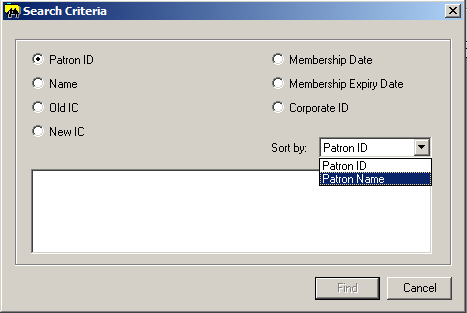 Search Criteria
Patron ID
Name
Old IC
New IC
Membership Date
Membership Expiry Date
Corporate ID
Sort by: Patron ID
Patron ID
Patron Name
Find
Cancel